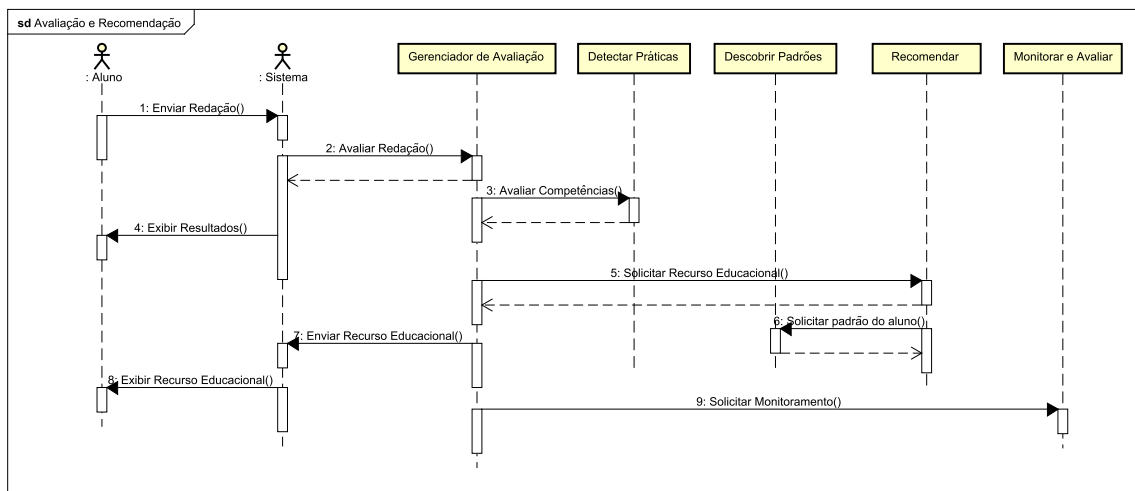 sd Avaliação e Recomendação
: Aluno
: Sistema
Gerenciador de Avaliação
Detectar Práticas
Descobrir Padrões
Recomendar
Monitorar e Avaliar
1: Enviar Redação()
2: Avaliar Redação()
3: Avaliar Competências()
4: Exibir Resultados()
5: Solicitar Recurso Educacional()
6: Solicitar padrão do aluno()
7: Enviar Recurso Educacional()
8: Exibir Recurso Educacional()
9: Solicitar Monitoramento()